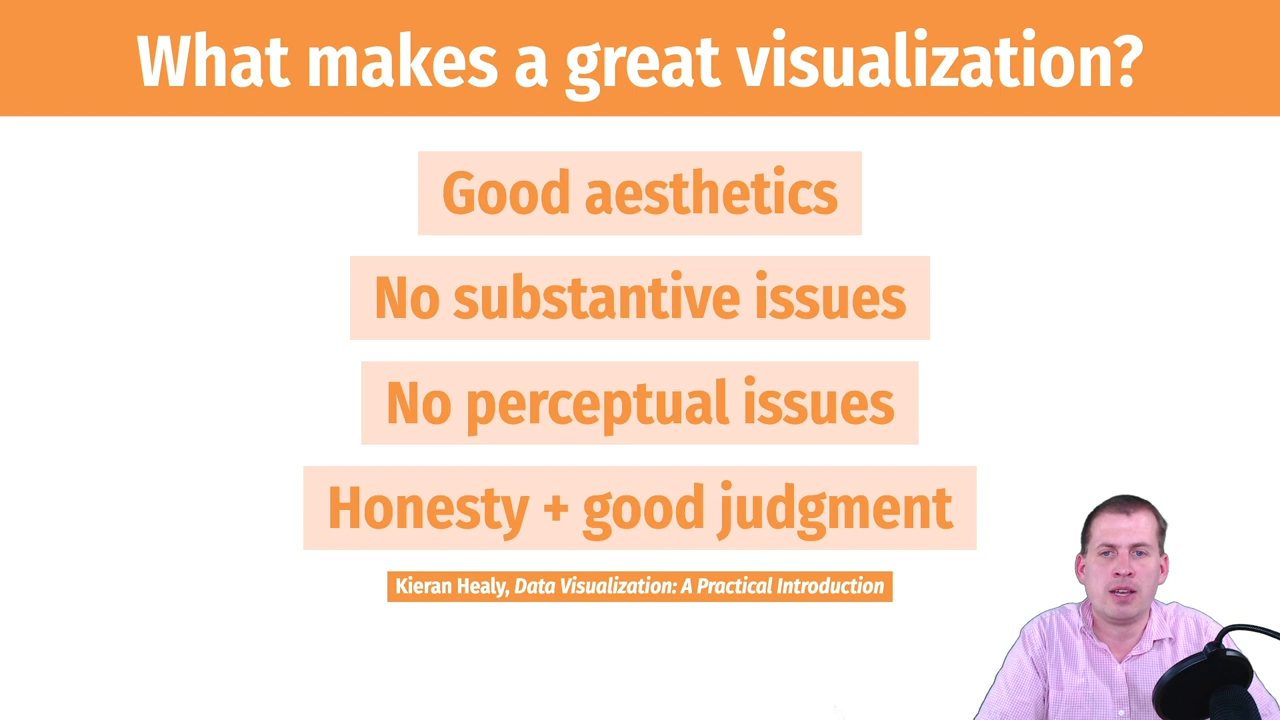 What makes a great visualization?
Good aesthetics
No substantive issues
No perceptual issues
Honesty + good judgment
Kieran Healy, Data Visualization: A Practical Introduction